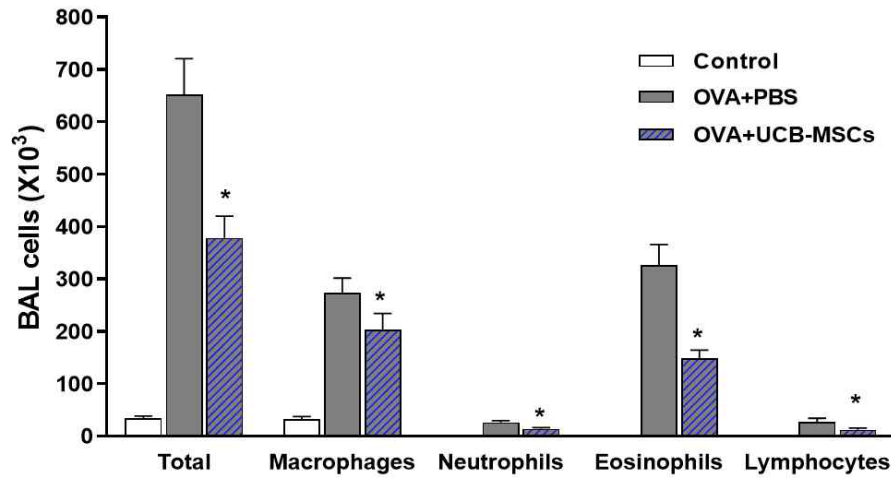 BAL cells (X10³)
800
700
600
500
400
300
200
100
0
Control
OVA+PBS
OVA+UCB-MSCs
*
*
*
*
*
Total Macrophages Neutrophils Eosinophils Lymphocytes